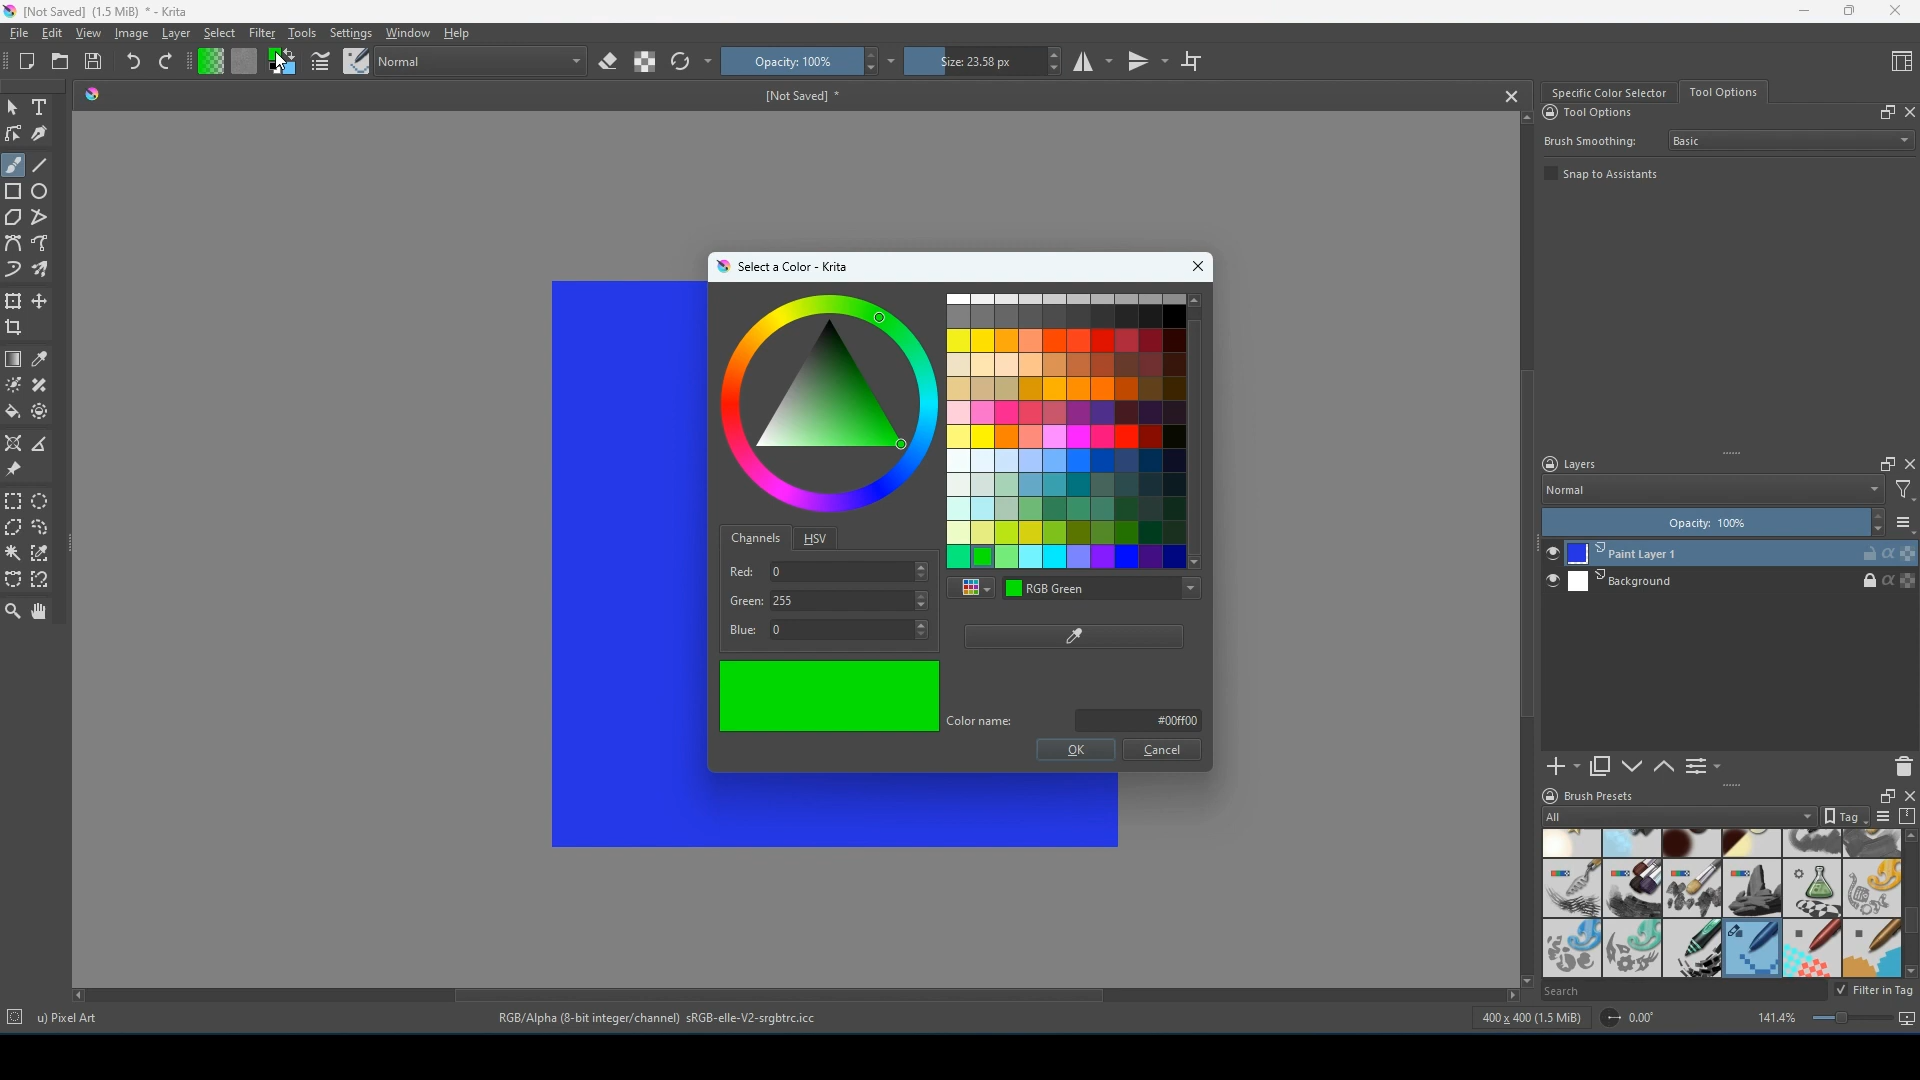 [Not Saved] (1.5 MiB) * - Krita
File Edit View Image Layer Select Filter Tools Settings Window Help
Normal
Opacity: 100%
Size: 23.58 px
[Not Saved] *
Specific Color Selector
Tool Options
Tool Options
Brush Smoothing:
Basic
Snap to Assistants
Select a Color - Krita
Channels
HSV
Red: 0
Green: 255
Blue: 0
RGB Green
Color name: #00ff00
OK
Cancel
Layers
Normal
Opacity: 100%
Paint Layer 1
Background
Brush Presets
All
Tag
Search
Filter in Tag
u) Pixel Art
RGB/Alpha (8-bit integer/channel) sRGB-elle-V2-srgbtrc.icc
400 x 400 (1.5 MiB)
0.00°
141.4%